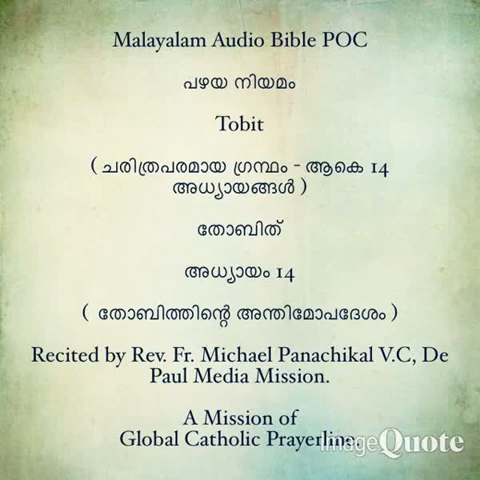 Malayalam Audio Bible POC
പഴയ നിയമം
Tobit
( ചരിത്രപരമായ ഗ്രന്ഥം - ആകെ 14
അധ്യായങ്ങൾ )
തോബിത്
അധ്യായം 14
( തോബിത്തിന്റെ അന്തിമോപദേശം )
Recited by Rev. Fr. Michael Panachikal V.C, De
Paul Media Mission.
A Mission of
Global Catholic Prayerline.
imageQuote